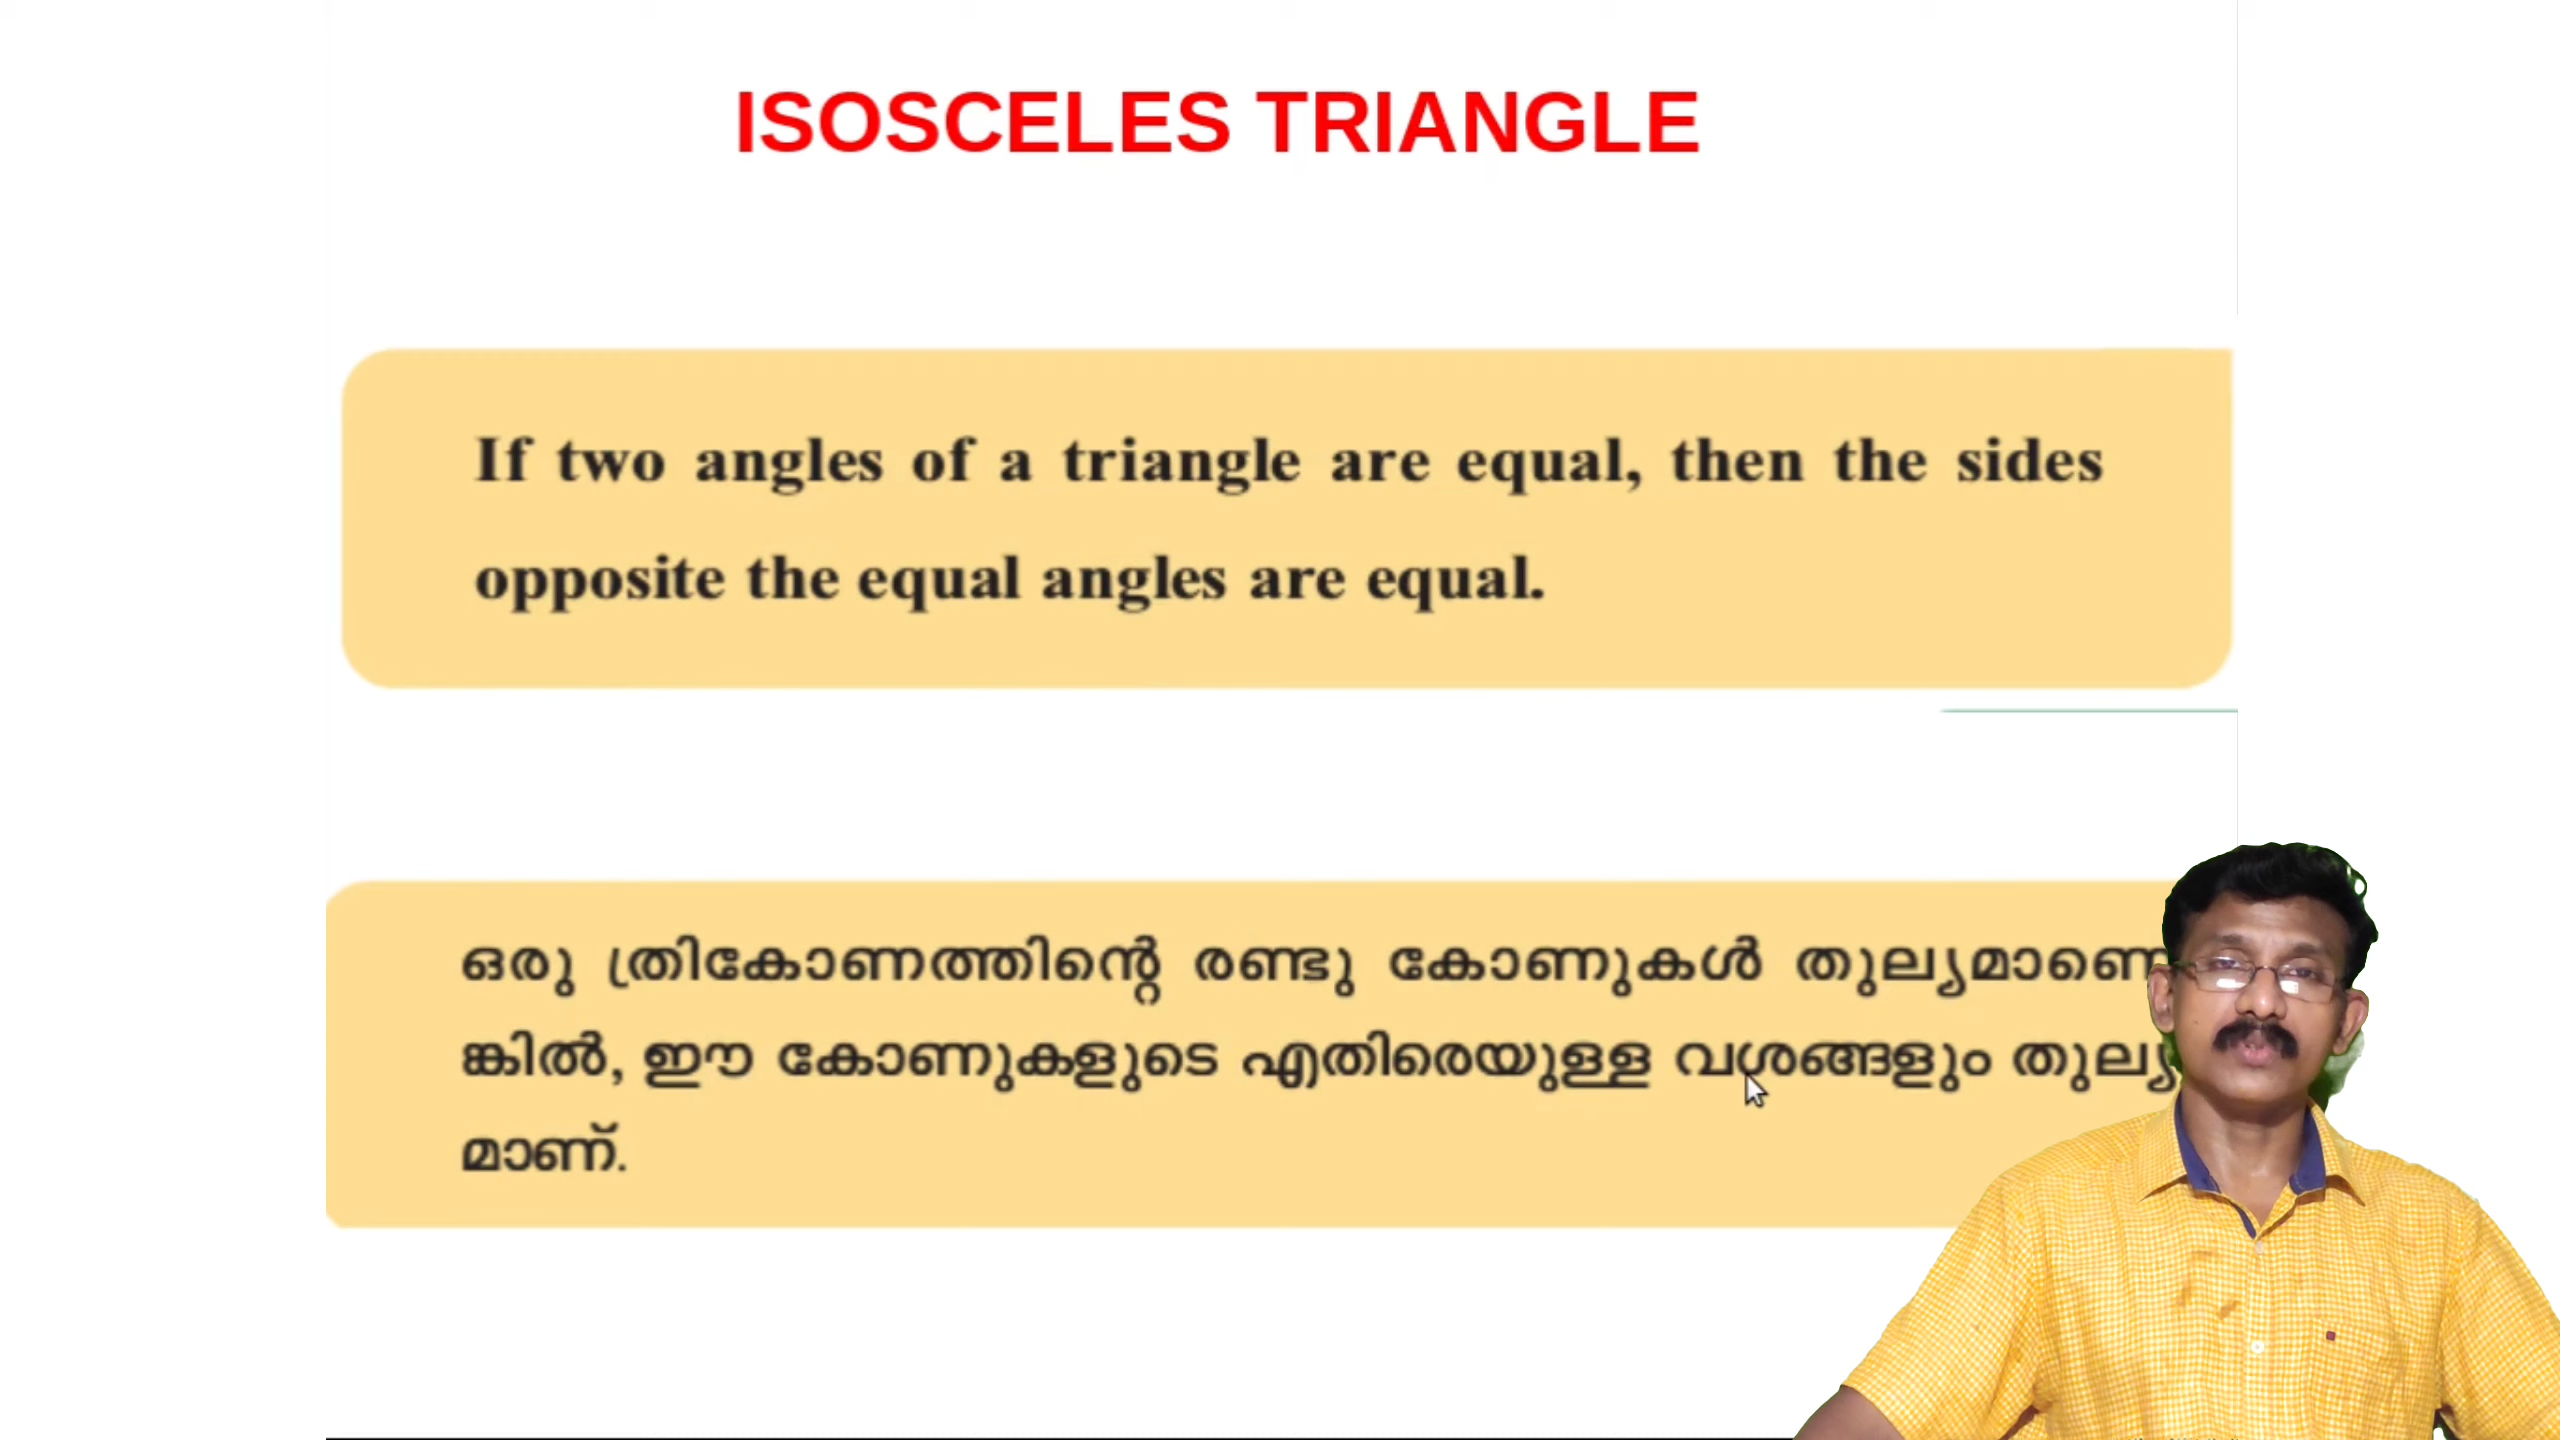 ISOSCELES TRIANGLE
If two angles of a triangle are equal, then the sides
opposite the equal angles are equal.
ഒരു ത്രികോണത്തിന്റെ രണ്ടു കോണുകൾ തുല്യമാണെ
ങ്കിൽ, ഈ കോണുകളുടെ എതിരെയുള്ള വശങ്ങളും തുല്യ
മാണ്.